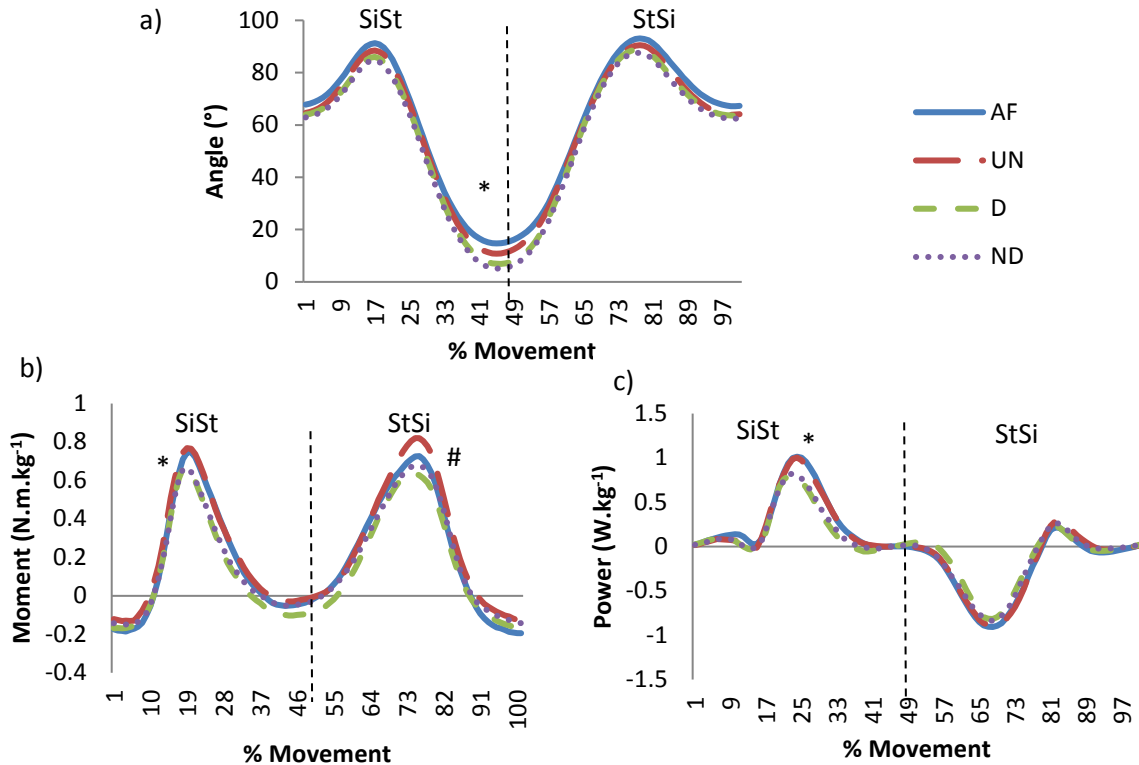 a)
SiSt
StSi
100
80
60
40
20
0
Angle (°)
*
1 9 17 25 33 41 49 57 65 73 81 89 97
% Movement
AF
UN
D
ND
b)
SiSt
StSi
1
0.8
0.6
0.4
0.2
0
-0.2
-0.4
Moment (N.m.kg⁻¹)
*
#
1 10 19 28 37 46 55 64 73 82 91 100
% Movement
c)
SiSt
StSi
1.5
1
0.5
0
-0.5
-1
-1.5
Power (W.kg⁻¹)
*
1 9 17 25 33 41 49 57 65 73 81 89 97
% Movement